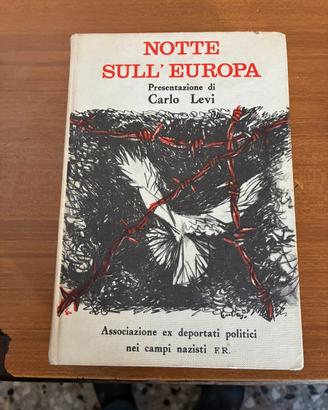 NOTTE
SULL' EUROPA
Presentazione di
Carlo Levi
Associazione ex deportati politici
nei campi nazisti F.R.